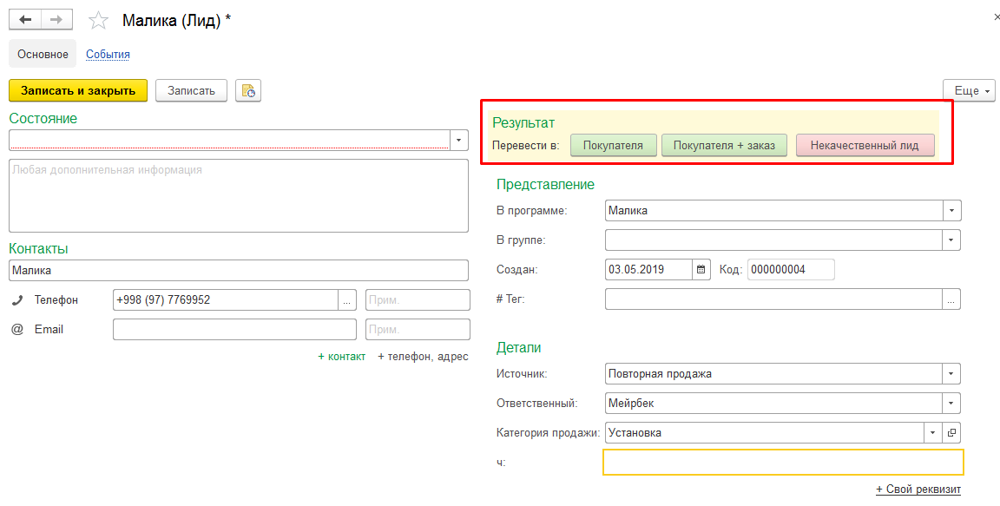 Малика (Лид) *
Основное События
Записать и закрыть Записать Еще
Состояние
Любая дополнительная информация
Контакты
Малика
Телефон +998 (97) 7769952 ... Прим.
@ Email Прим.
+ контакт + телефон, адрес
Результат
Перевести в: Покупателя Покупателя + заказ Некачественный лид
Представление
В программе: Малика
В группе:
Создан: 03.05.2019 Код: 000000004
# Тег: ...
Детали
Источник: Повторная продажа
Ответственный: Мейрбек
Категория продажи: Установка
ч:
+ Свой реквизит